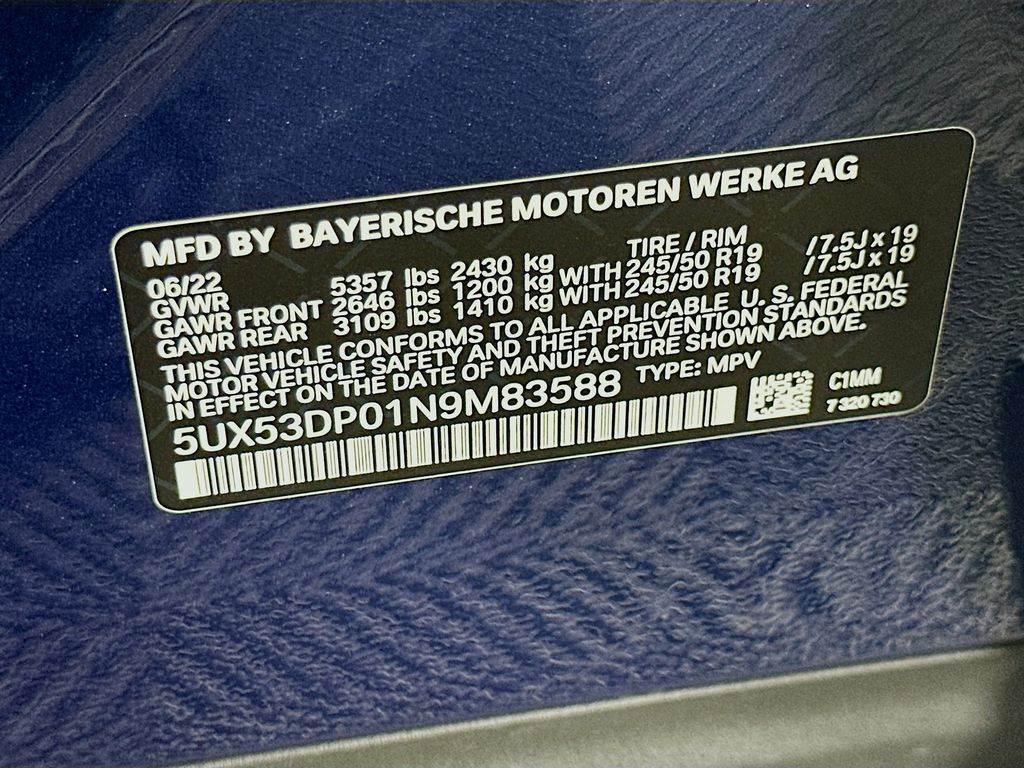 MFD BY BAYERISCHE MOTOREN WERKE AG
06/22 TIRE / RIM
GVWR 5357 lbs 2430 kg
GAWR FRONT 2646 lbs 1200 kg WITH 245/50 R19 /7.5J x 19
GAWR REAR 3109 lbs 1410 kg WITH 245/50 R19 /7.5J x 19
THIS VEHICLE CONFORMS TO ALL APPLICABLE U. S. FEDERAL
MOTOR VEHICLE SAFETY AND THEFT PREVENTION STANDARDS
IN EFFECT ON THE DATE OF MANUFACTURE SHOWN ABOVE.
5UX53DP01N9M83588 TYPE: MPV
C1MM
7 320 730